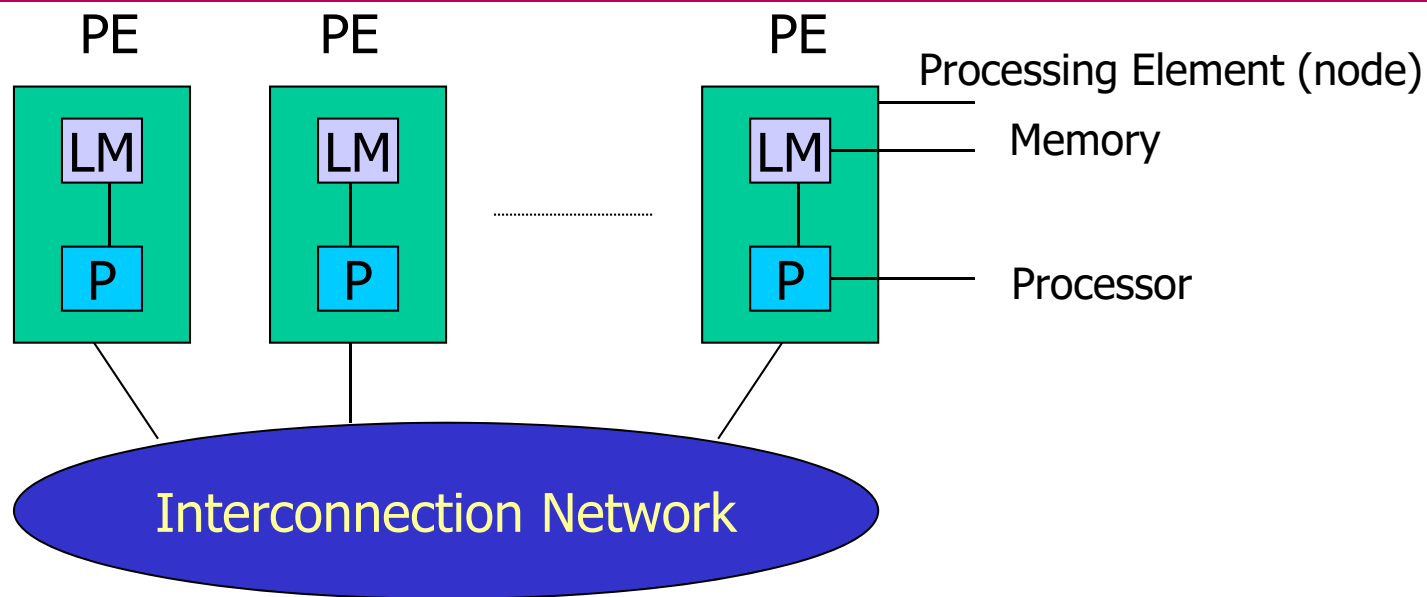 PE
PE
PE
Processing Element (node)
LM
LM
LM
Memory
P
P
P
Processor
Interconnection Network